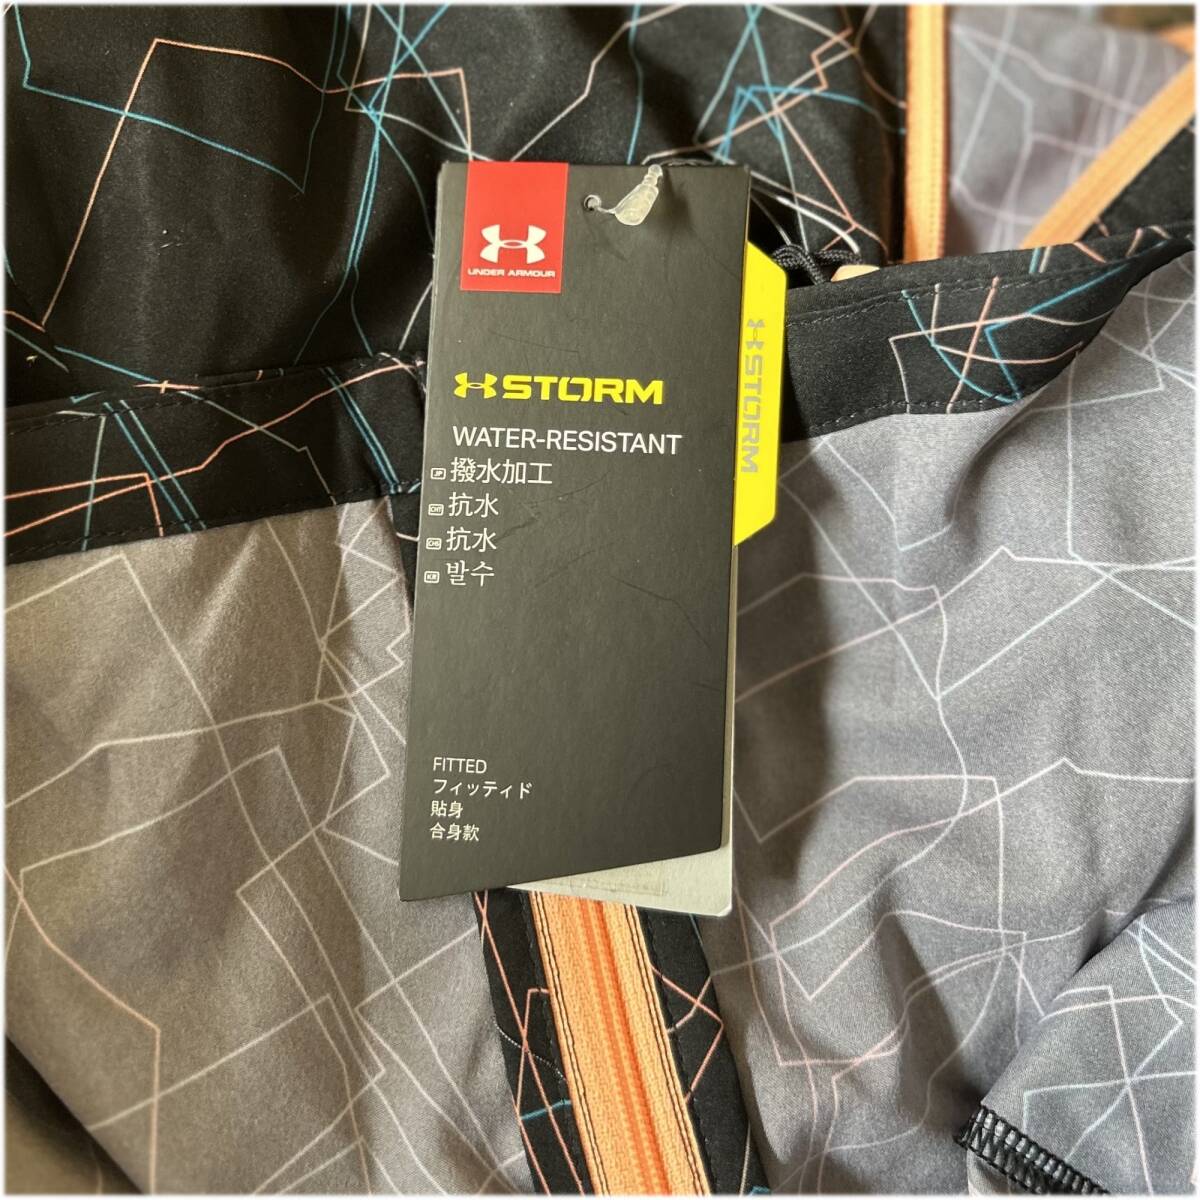 UNDER ARMOUR
STORM
WATER-RESISTANT
JP 撥水加工
CHT 抗水
CHS 抗水
KR 발수
FITTED
フィッティド
貼身
合身款
STORM